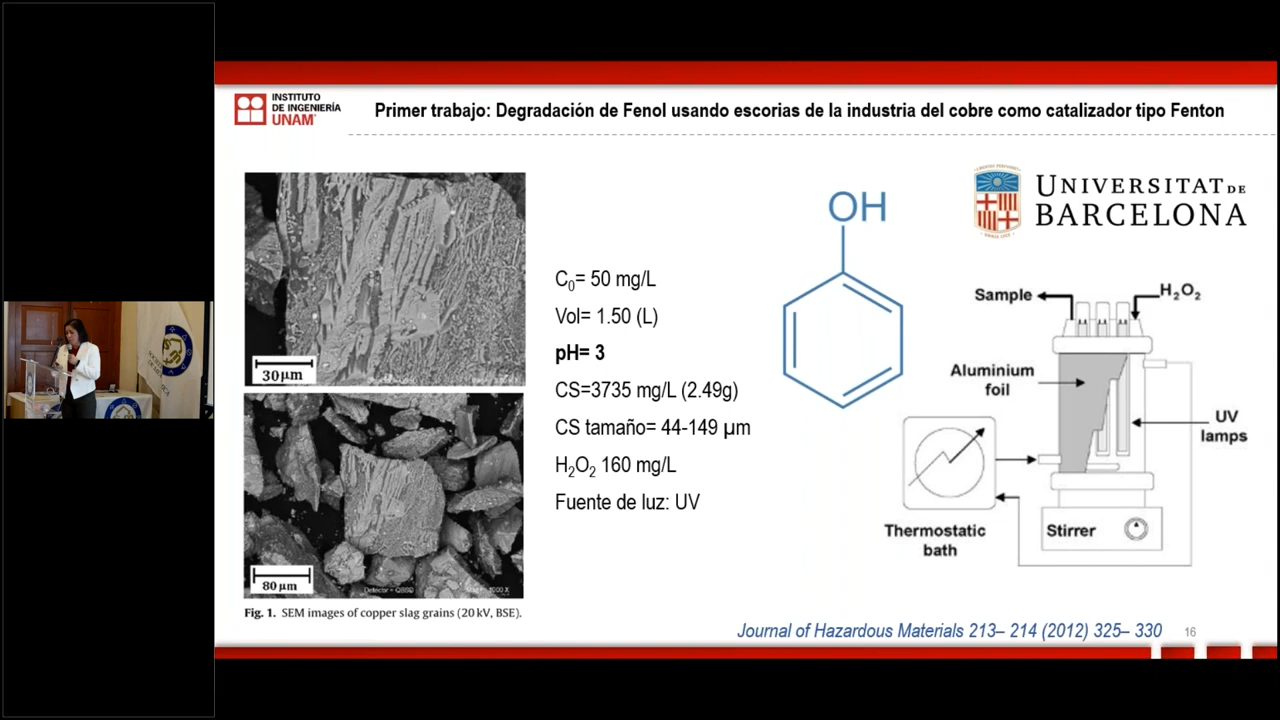 INSTITUTO
DE INGENIERÍA
UNAM
Primer trabajo: Degradación de Fenol usando escorias de la industria del cobre como catalizador tipo Fenton
UNIVERSITAT DE
BARCELONA
30 µm
80 µm
Fig. 1. SEM images of copper slag grains (20 kV, BSE).
C₀= 50 mg/L
Vol= 1.50 (L)
pH= 3
CS=3735 mg/L (2.49g)
CS tamaño= 44-149 µm
H₂O₂ 160 mg/L
Fuente de luz: UV
OH
Sample
H₂O₂
Aluminium
foil
UV
lamps
Thermostatic
bath
Stirrer
Journal of Hazardous Materials 213– 214 (2012) 325– 330
16